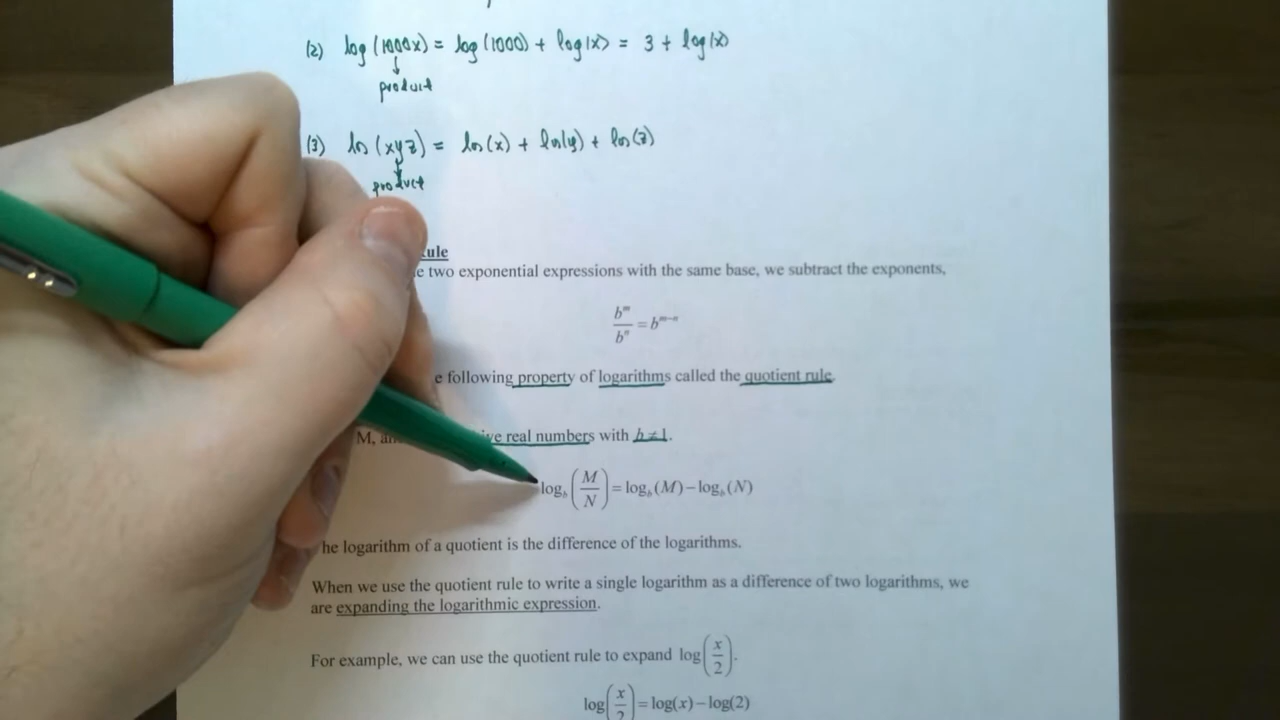 (2) log(1000x) = log(1000) + log(x) = 3 + log(x)
product
(3) ln(xyz) = ln(x) + ln(y) + ln(z)
product
two exponential expressions with the same base, we subtract the exponents,
b^m / b^n = b^(m-n)
following property of logarithms called the quotient rule.
M, real numbers with b ≠ 1.
log_b (M/N) = log_b (M) − log_b (N)
he logarithm of a quotient is the difference of the logarithms.
When we use the quotient rule to write a single logarithm as a difference of two logarithms, we
are expanding the logarithmic expression.
For example, we can use the quotient rule to expand log(x/2).
log(x/2) = log(x) − log(2)